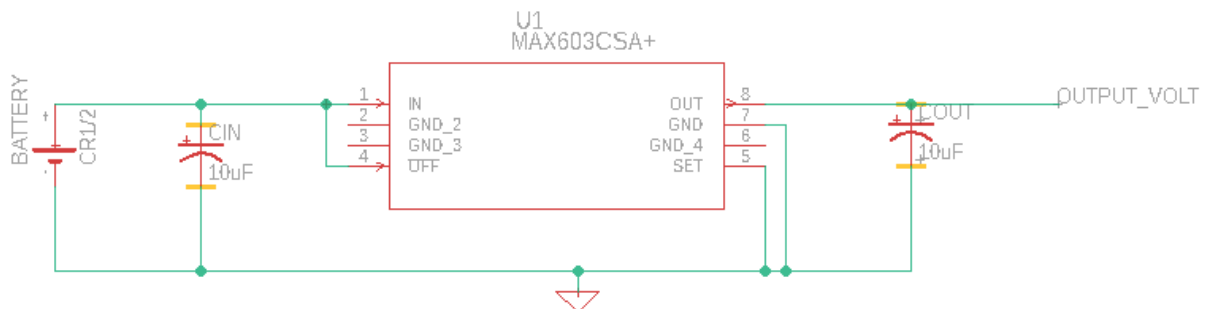 U1
MAX603CSA+
BATTERY
CR1/2
+
-
+
CIN
10uF
1
IN
2
GND_2
3
GND_3
4
OFF
OUT
8
GND
7
GND_4
6
SET
5
+
COUT
+
10uF
+
OUTPUT_VOLT